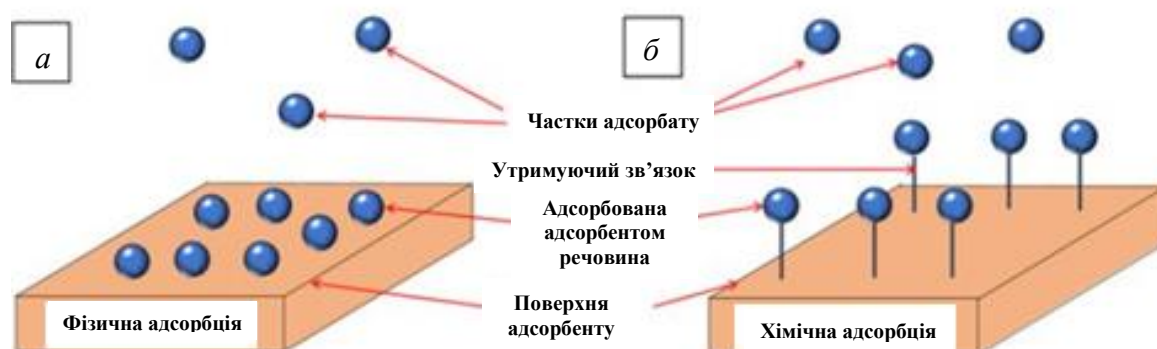 а
б
Частки адсорбату
Утримуючий зв’язок
Адсорбована
адсорбентом
речовина
Поверхня
адсорбенту
Фізична адсорбція
Хімічна адсорбція